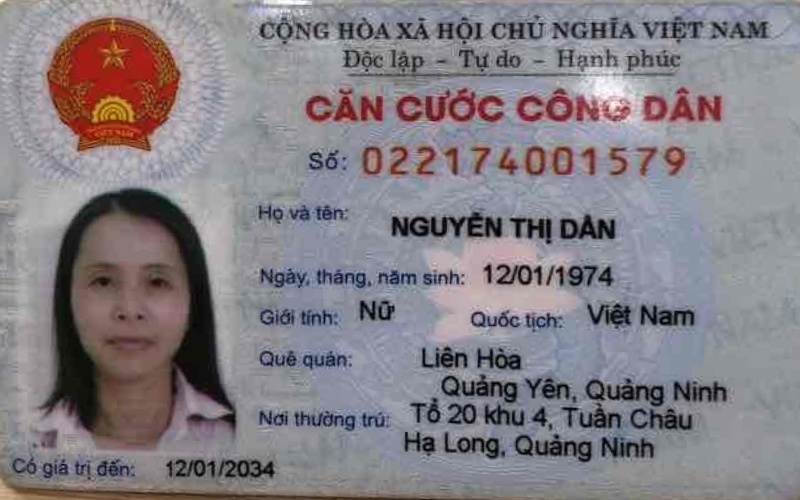 CỘNG HÒA XÃ HỘI CHỦ NGHĨA VIỆT NAM
Độc lập - Tự do - Hạnh phúc
CĂN CƯỚC CÔNG DÂN
Số: 022174001579
Họ và tên: NGUYỄN THỊ DÂN
Ngày, tháng, năm sinh: 12/01/1974
Giới tính: Nữ Quốc tịch: Việt Nam
Quê quán: Liên Hòa
Quảng Yên, Quảng Ninh
Nơi thường trú: Tổ 20 khu 4, Tuần Châu
Hạ Long, Quảng Ninh
Có giá trị đến: 12/01/2034